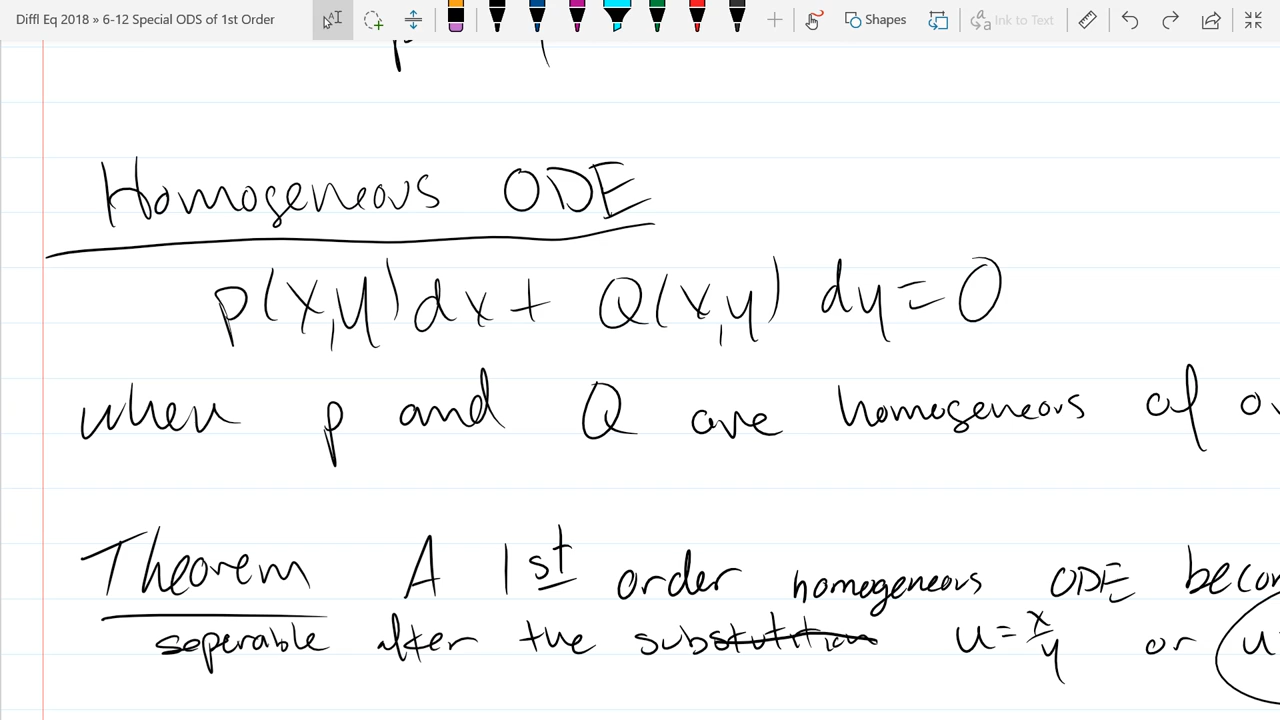 Diffl Eq 2018 » 6-12 Special ODS of 1st Order
Shapes
Ink to Text
Homogeneous ODE
p(x,y)dx + Q(x,y) dy = 0
when p and Q are homogeneous of
Theorem A 1st order homogeneous ODE
seperable after the substitution u = x/y or u